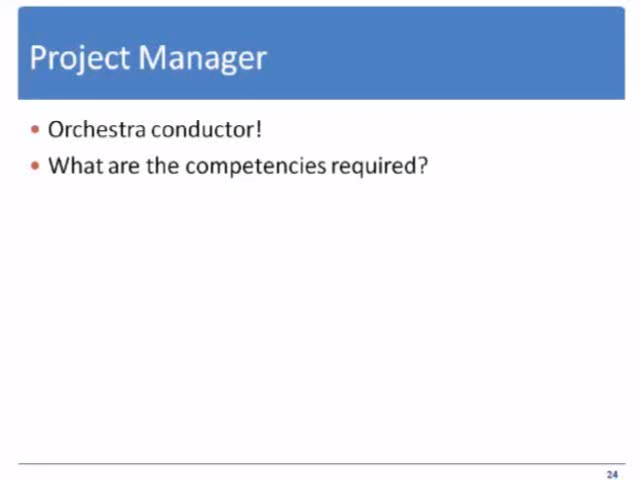 Project Manager
Orchestra conductor!
What are the competencies required?
24